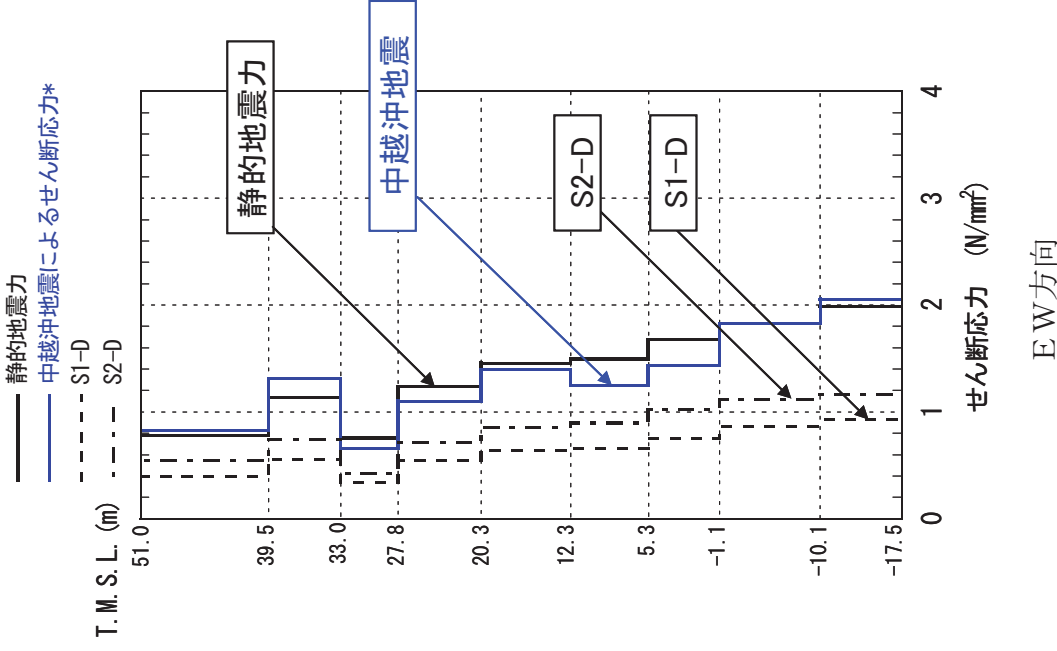 静的地震力
中越沖地震によるせん断応力*
S1-D
S2-D
T.M.S.L.(m)
51.0
39.5
33.0
27.8
20.3
12.3
5.3
-1.1
-10.1
-17.5
静的地震力
中越沖地震
S2-D
S1-D
0 1 2 3 4
せん断応力 (N/mm²)
EW方向